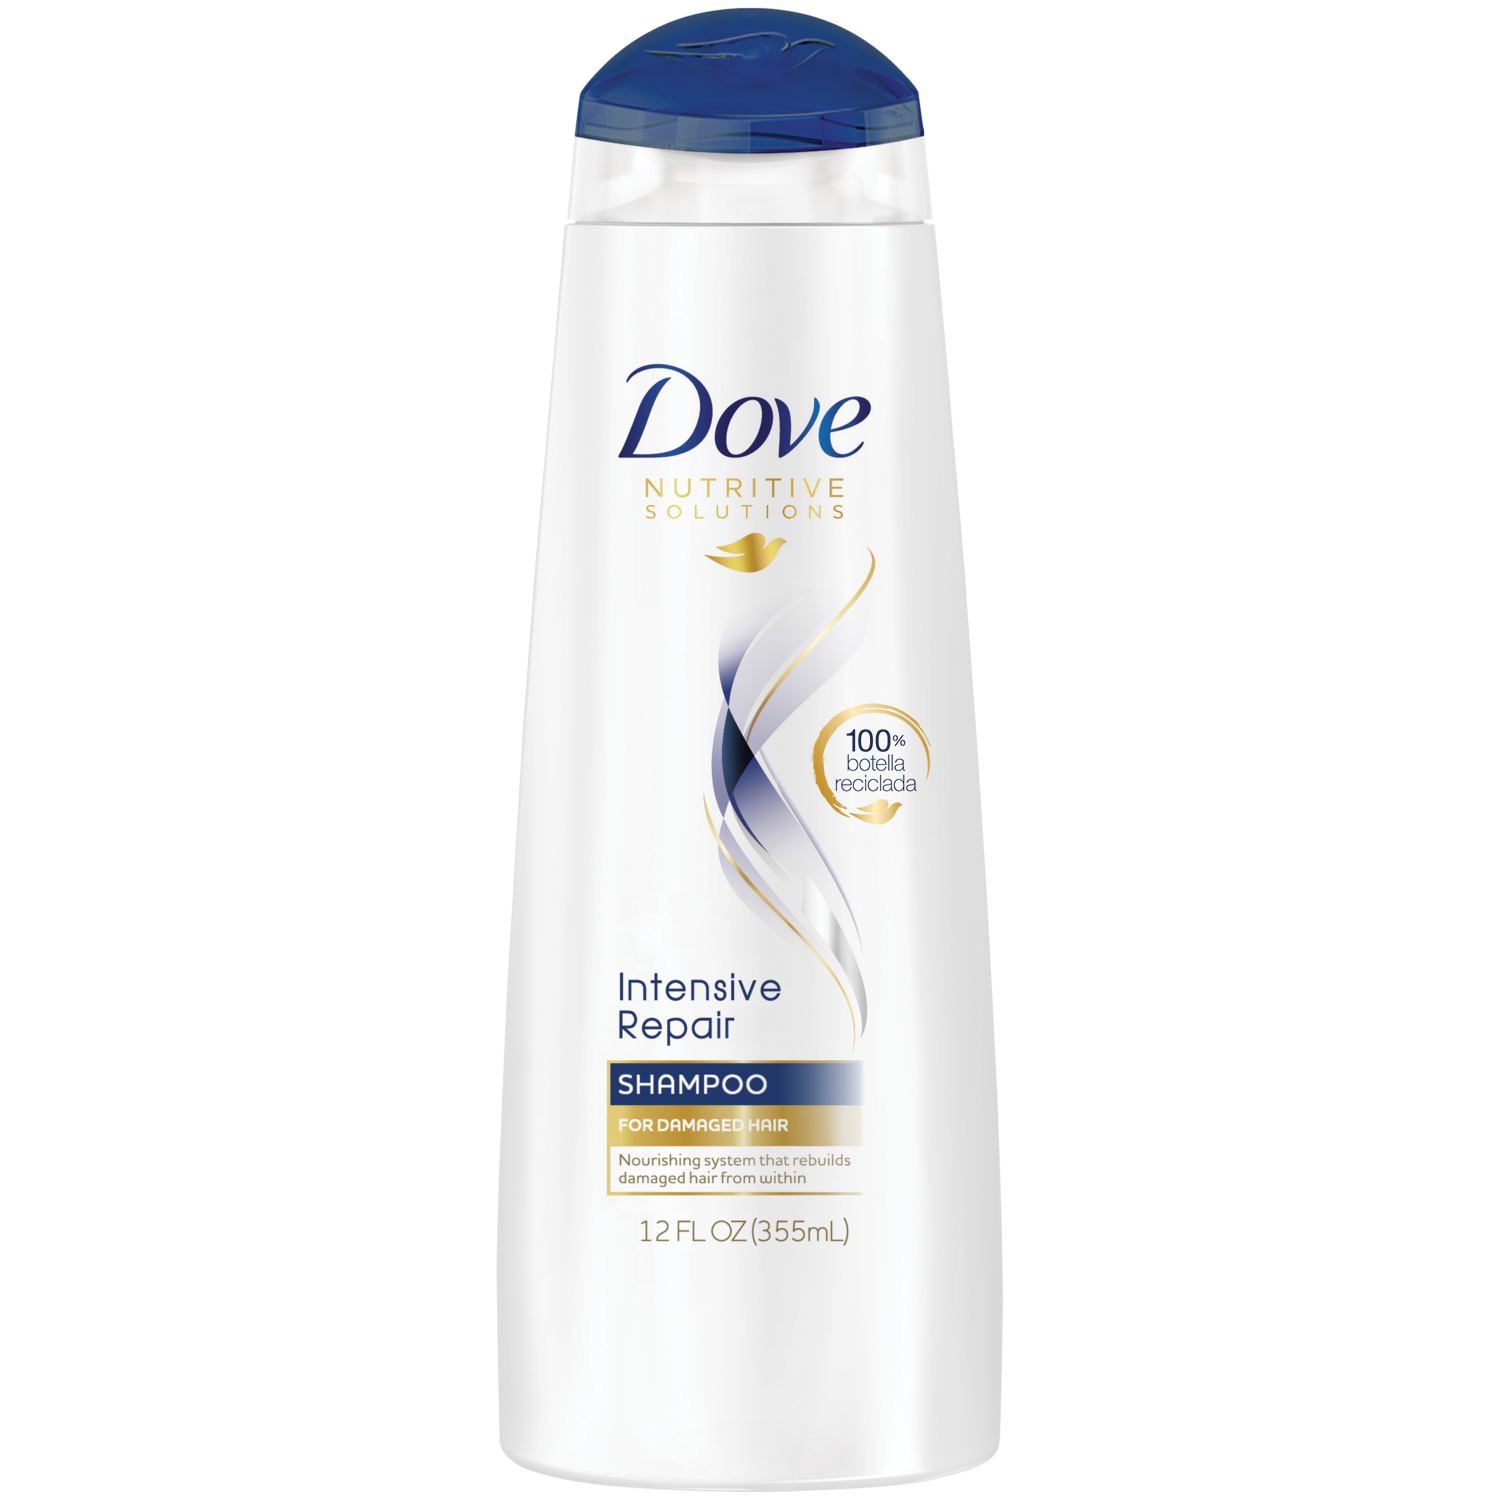 Dove
NUTRITIVE
SOLUTIONS
100%
botella
reciclada
Intensive
Repair
SHAMPOO
FOR DAMAGED HAIR
Nourishing system that rebuilds
damaged hair from within
12 FL OZ (355mL)